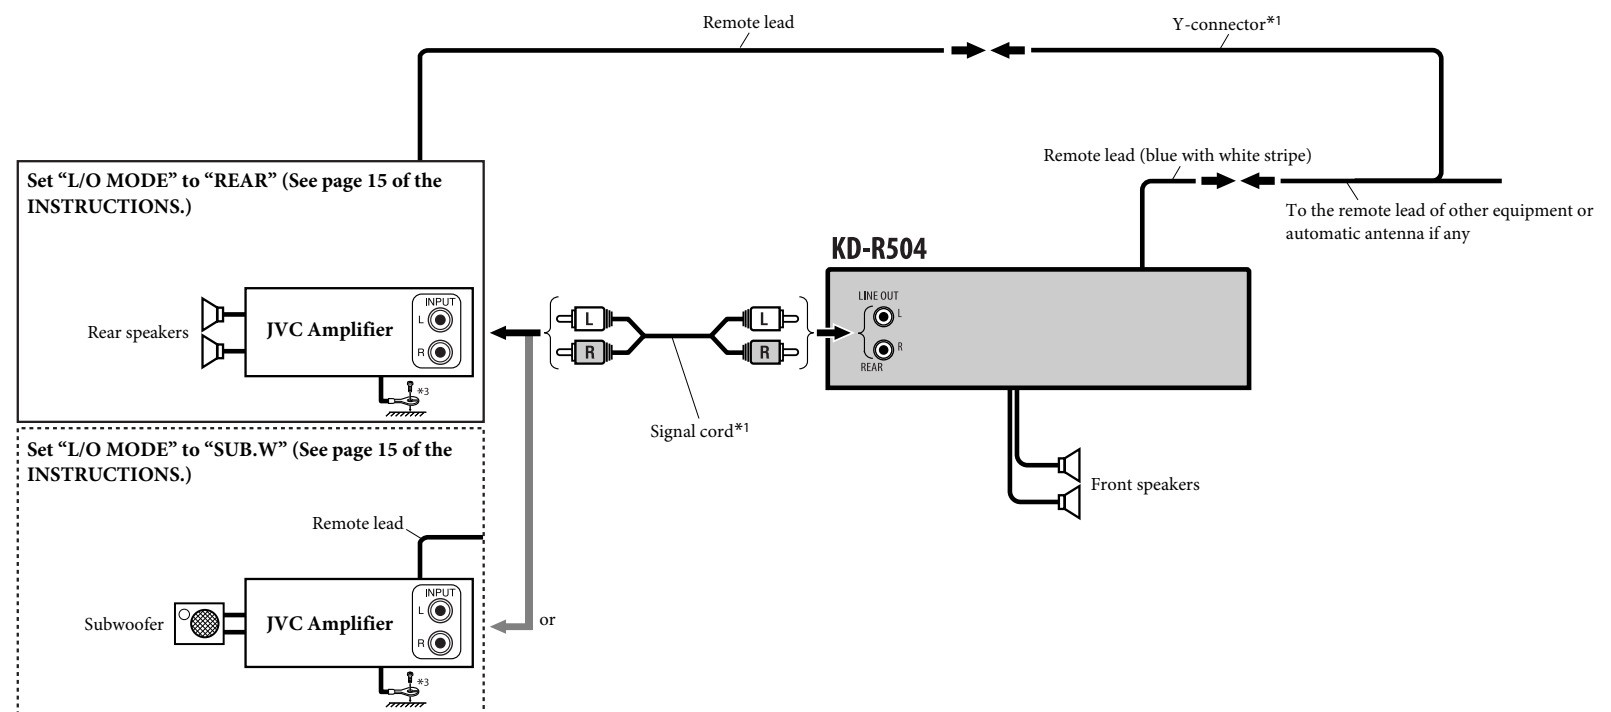 Remote lead
Y-connector*1
Remote lead (blue with white stripe)
To the remote lead of other equipment or
automatic antenna if any
Set “L/O MODE” to “REAR” (See page 15 of the
INSTRUCTIONS.)
KD-R504
LINE OUT
L
R
REAR
INPUT
L
R
JVC Amplifier
Rear speakers
*3
L
R
L
R
Signal cord*1
Front speakers
Set “L/O MODE” to “SUB.W” (See page 15 of the
INSTRUCTIONS.)
Remote lead
INPUT
L
R
JVC Amplifier
Subwoofer
or
*3